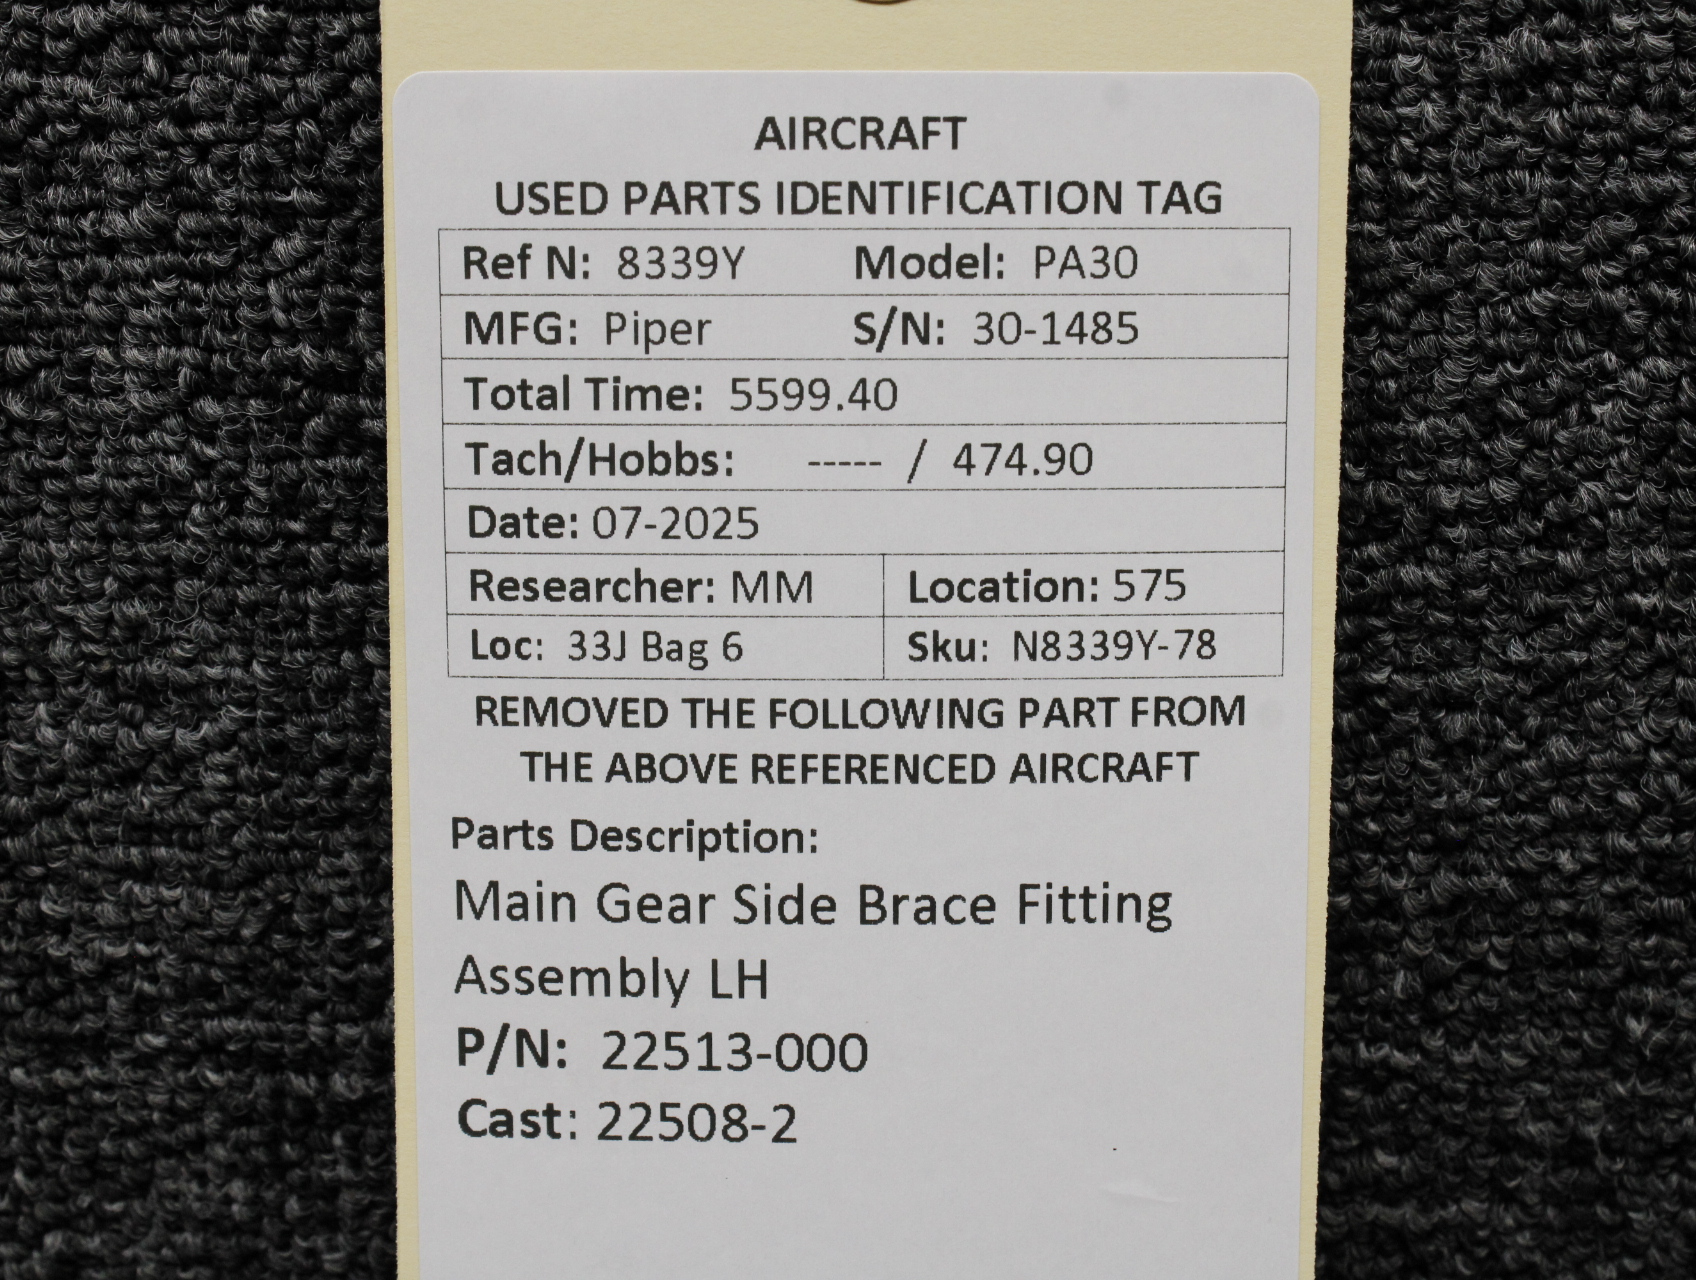 AIRCRAFT
USED PARTS IDENTIFICATION TAG
Ref N: 8339Y Model: PA30
MFG: Piper S/N: 30-1485
Total Time: 5599.40
Tach/Hobbs: ----- / 474.90
Date: 07-2025
Researcher: MM Location: 575
Loc: 33J Bag 6 Sku: N8339Y-78
REMOVED THE FOLLOWING PART FROM
THE ABOVE REFERENCED AIRCRAFT
Parts Description:
Main Gear Side Brace Fitting
Assembly LH
P/N: 22513-000
Cast: 22508-2